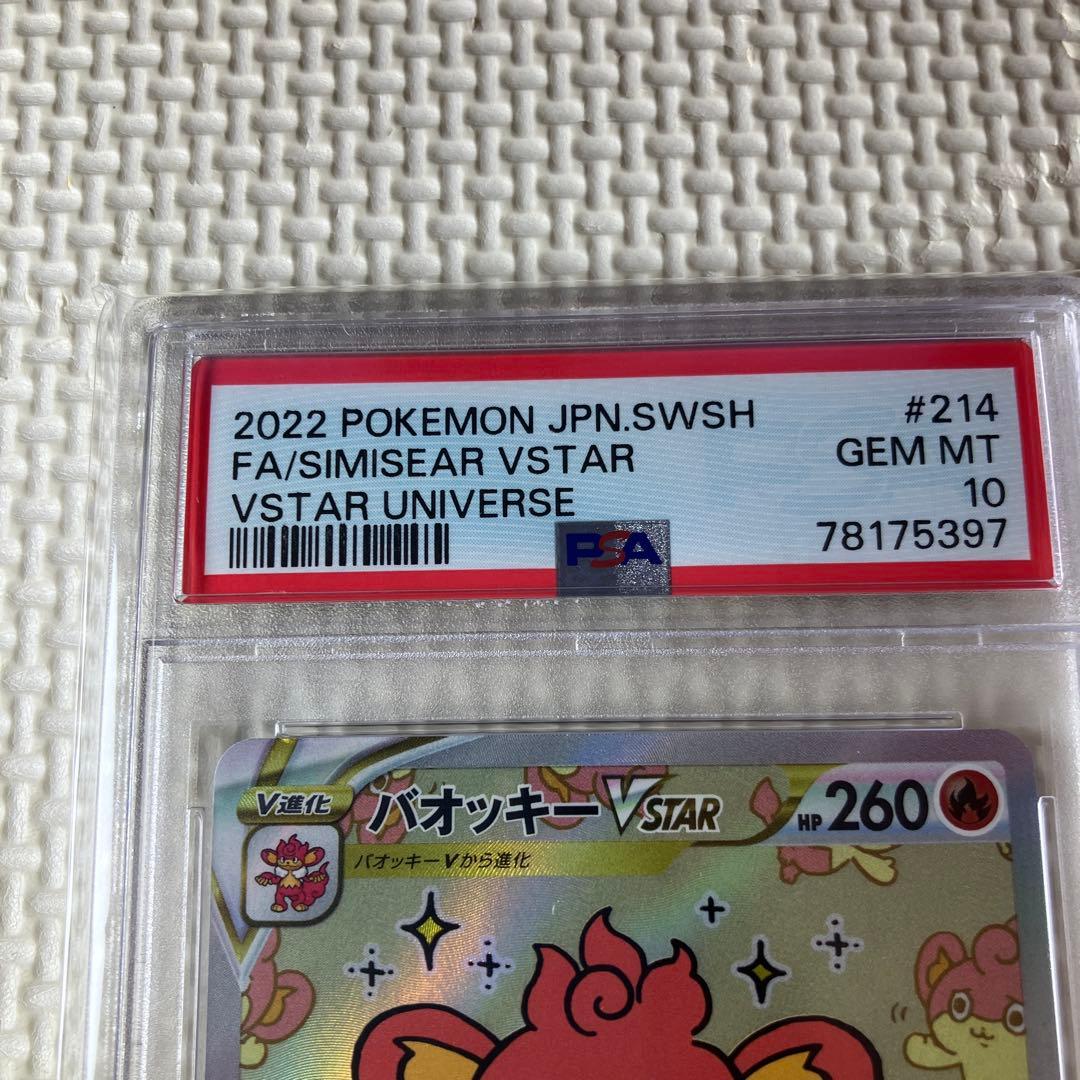 2022 POKEMON JPN.SWSH #214
FA/SIMISEAR VSTAR GEM MT
VSTAR UNIVERSE 10
PSA 78175397
V進化 バオッキーVSTAR HP 260
バオッキーVから進化